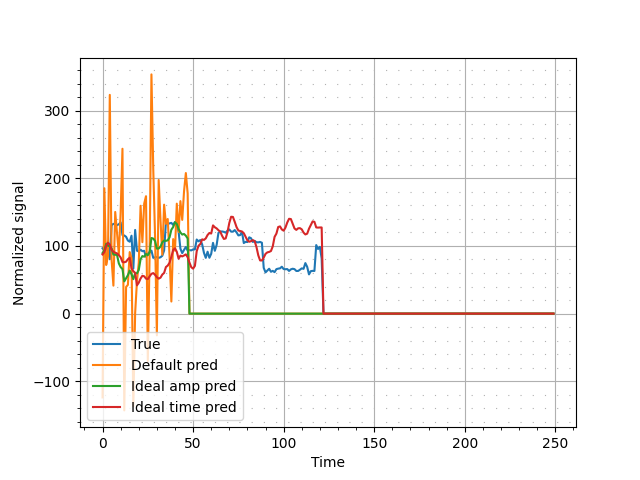 300
200
100
0
−100
Normalized signal
0
50
100
150
200
250
Time
True
Default pred
Ideal amp pred
Ideal time pred